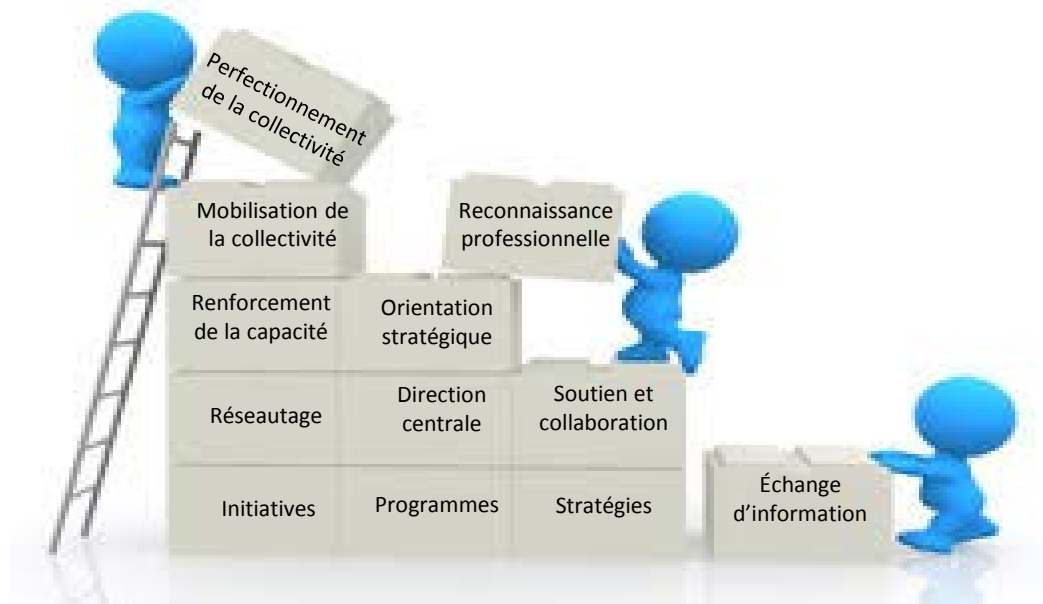 Perfectionnement
de la collectivité
Mobilisation de
la collectivité
Reconnaissance
professionnelle
Renforcement
de la capacité
Orientation
stratégique
Réseautage
Direction
centrale
Soutien et
collaboration
Initiatives
Programmes
Stratégies
Échange
d’information